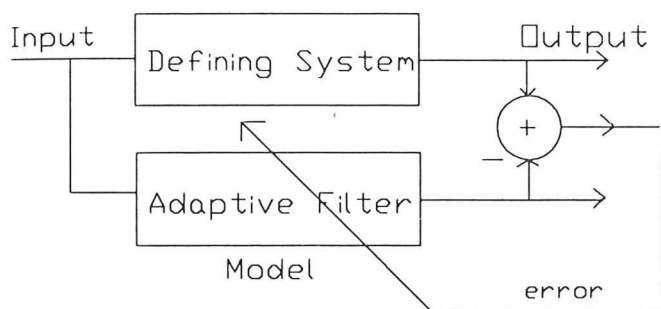 Input
Output
Defining System
+
−
Adaptive Filter
Model
error